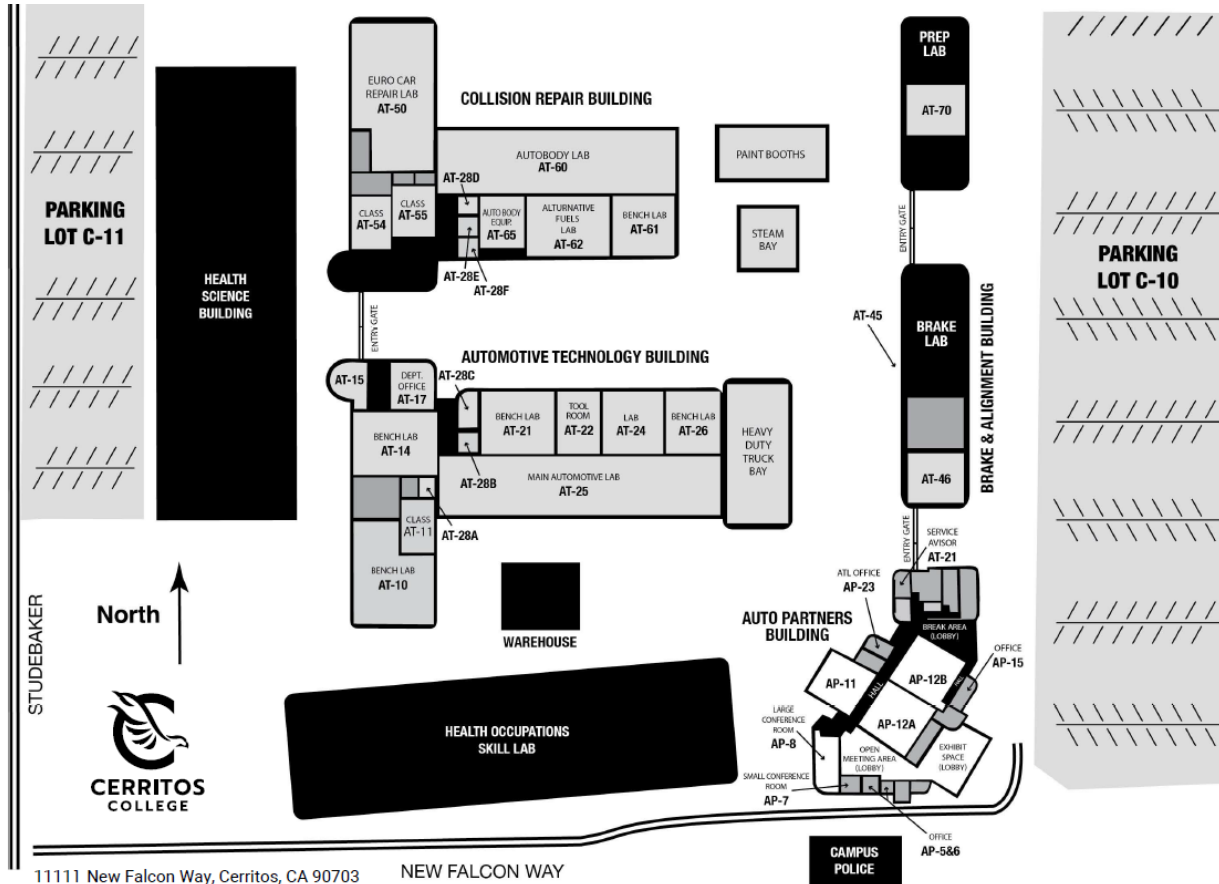 PARKING
LOT C-11
HEALTH
SCIENCE
BUILDING
EURO CAR
REPAIR LAB
AT-50
COLLISION REPAIR BUILDING
AUTOBODY LAB
AT-60
AT-28D
CLASS
AT-54
CLASS
AT-55
AUTO BODY
EQUIP.
AT-65
ALTURNATIVE
FUELS
LAB
AT-62
BENCH LAB
AT-61
AT-28E
AT-28F
PAINT BOOTHS
STEAM
BAY
PREP
LAB
AT-70
ENTRY GATE
PARKING
LOT C-10
AT-45
BRAKE
LAB
BRAKE & ALIGNMENT BUILDING
AT-46
ENTRY GATE
ENTRY GATE
AUTOMOTIVE TECHNOLOGY BUILDING
AT-15
DEPT.
OFFICE
AT-17
AT-28C
BENCH LAB
AT-21
TOOL
ROOM
AT-22
LAB
AT-24
BENCH LAB
AT-26
HEAVY
DUTY
TRUCK
BAY
BENCH LAB
AT-14
AT-28B
MAIN AUTOMOTIVE LAB
AT-25
CLASS
AT-11
AT-28A
BENCH LAB
AT-10
WAREHOUSE
SERVICE
AVISOR
AT-21
ATL OFFICE
AP-23
AUTO PARTNERS
BUILDING
BREAK AREA
(LOBBY)
OFFICE
AP-15
AP-11
HALL
AP-12B
HALL
AP-12A
LARGE
CONFERENCE
ROOM
AP-8
OPEN
MEETING AREA
(LOBBY)
EXHIBIT
SPACE
(LOBBY)
SMALL CONFERENCE
ROOM
AP-7
OFFICE
AP-5&6
North
STUDEBAKER
HEALTH OCCUPATIONS
SKILL LAB
CERRITOS
COLLEGE
CAMPUS
POLICE
11111 New Falcon Way, Cerritos, CA 90703
NEW FALCON WAY